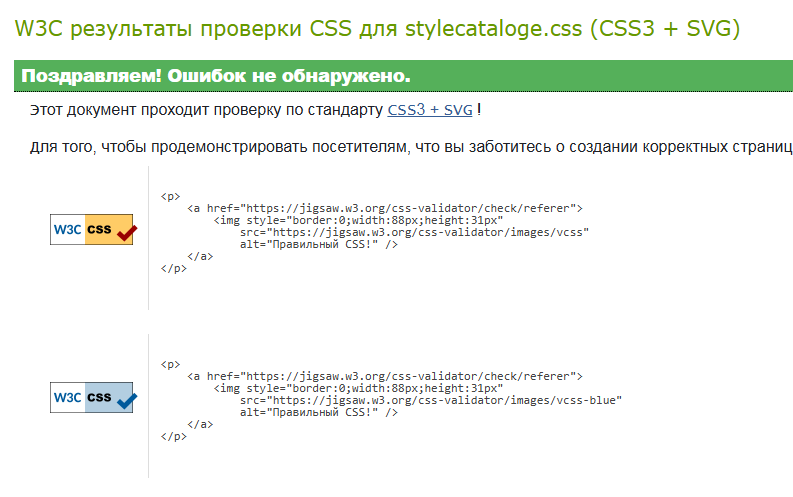 W3C результаты проверки CSS для stylecataloge.css (CSS3 + SVG)
Поздравляем! Ошибок не обнаружено.
Этот документ проходит проверку по стандарту CSS3 + SVG !
Для того, чтобы продемонстрировать посетителям, что вы заботитесь о создании корректных страниц
W3C css
<p>
<a href="https://jigsaw.w3.org/css-validator/check/referer">
<img style="border:0;width:88px;height:31px"
src="https://jigsaw.w3.org/css-validator/images/vcss"
alt="Правильный CSS!" />
</a>
</p>
W3C css
<p>
<a href="https://jigsaw.w3.org/css-validator/check/referer">
<img style="border:0;width:88px;height:31px"
src="https://jigsaw.w3.org/css-validator/images/vcss-blue"
alt="Правильный CSS!" />
</a>
</p>